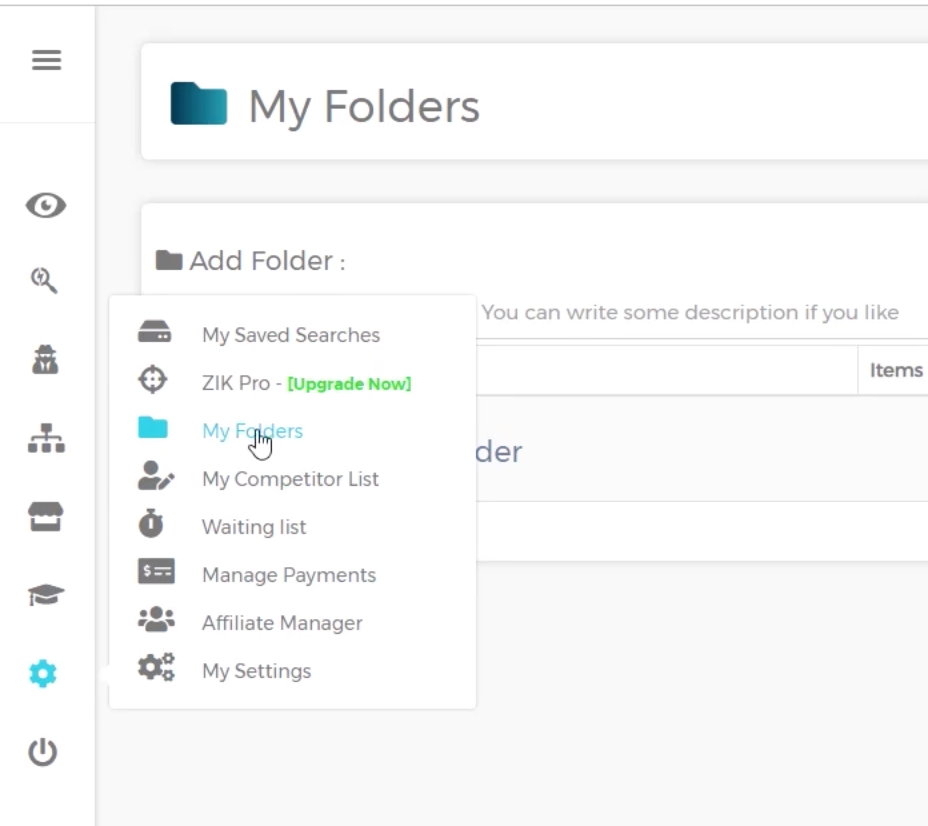 My Folders
Add Folder :
You can write some description if you like
Items
der
My Saved Searches
ZIK Pro - [Upgrade Now]
My Folders
My Competitor List
Waiting list
Manage Payments
Affiliate Manager
My Settings